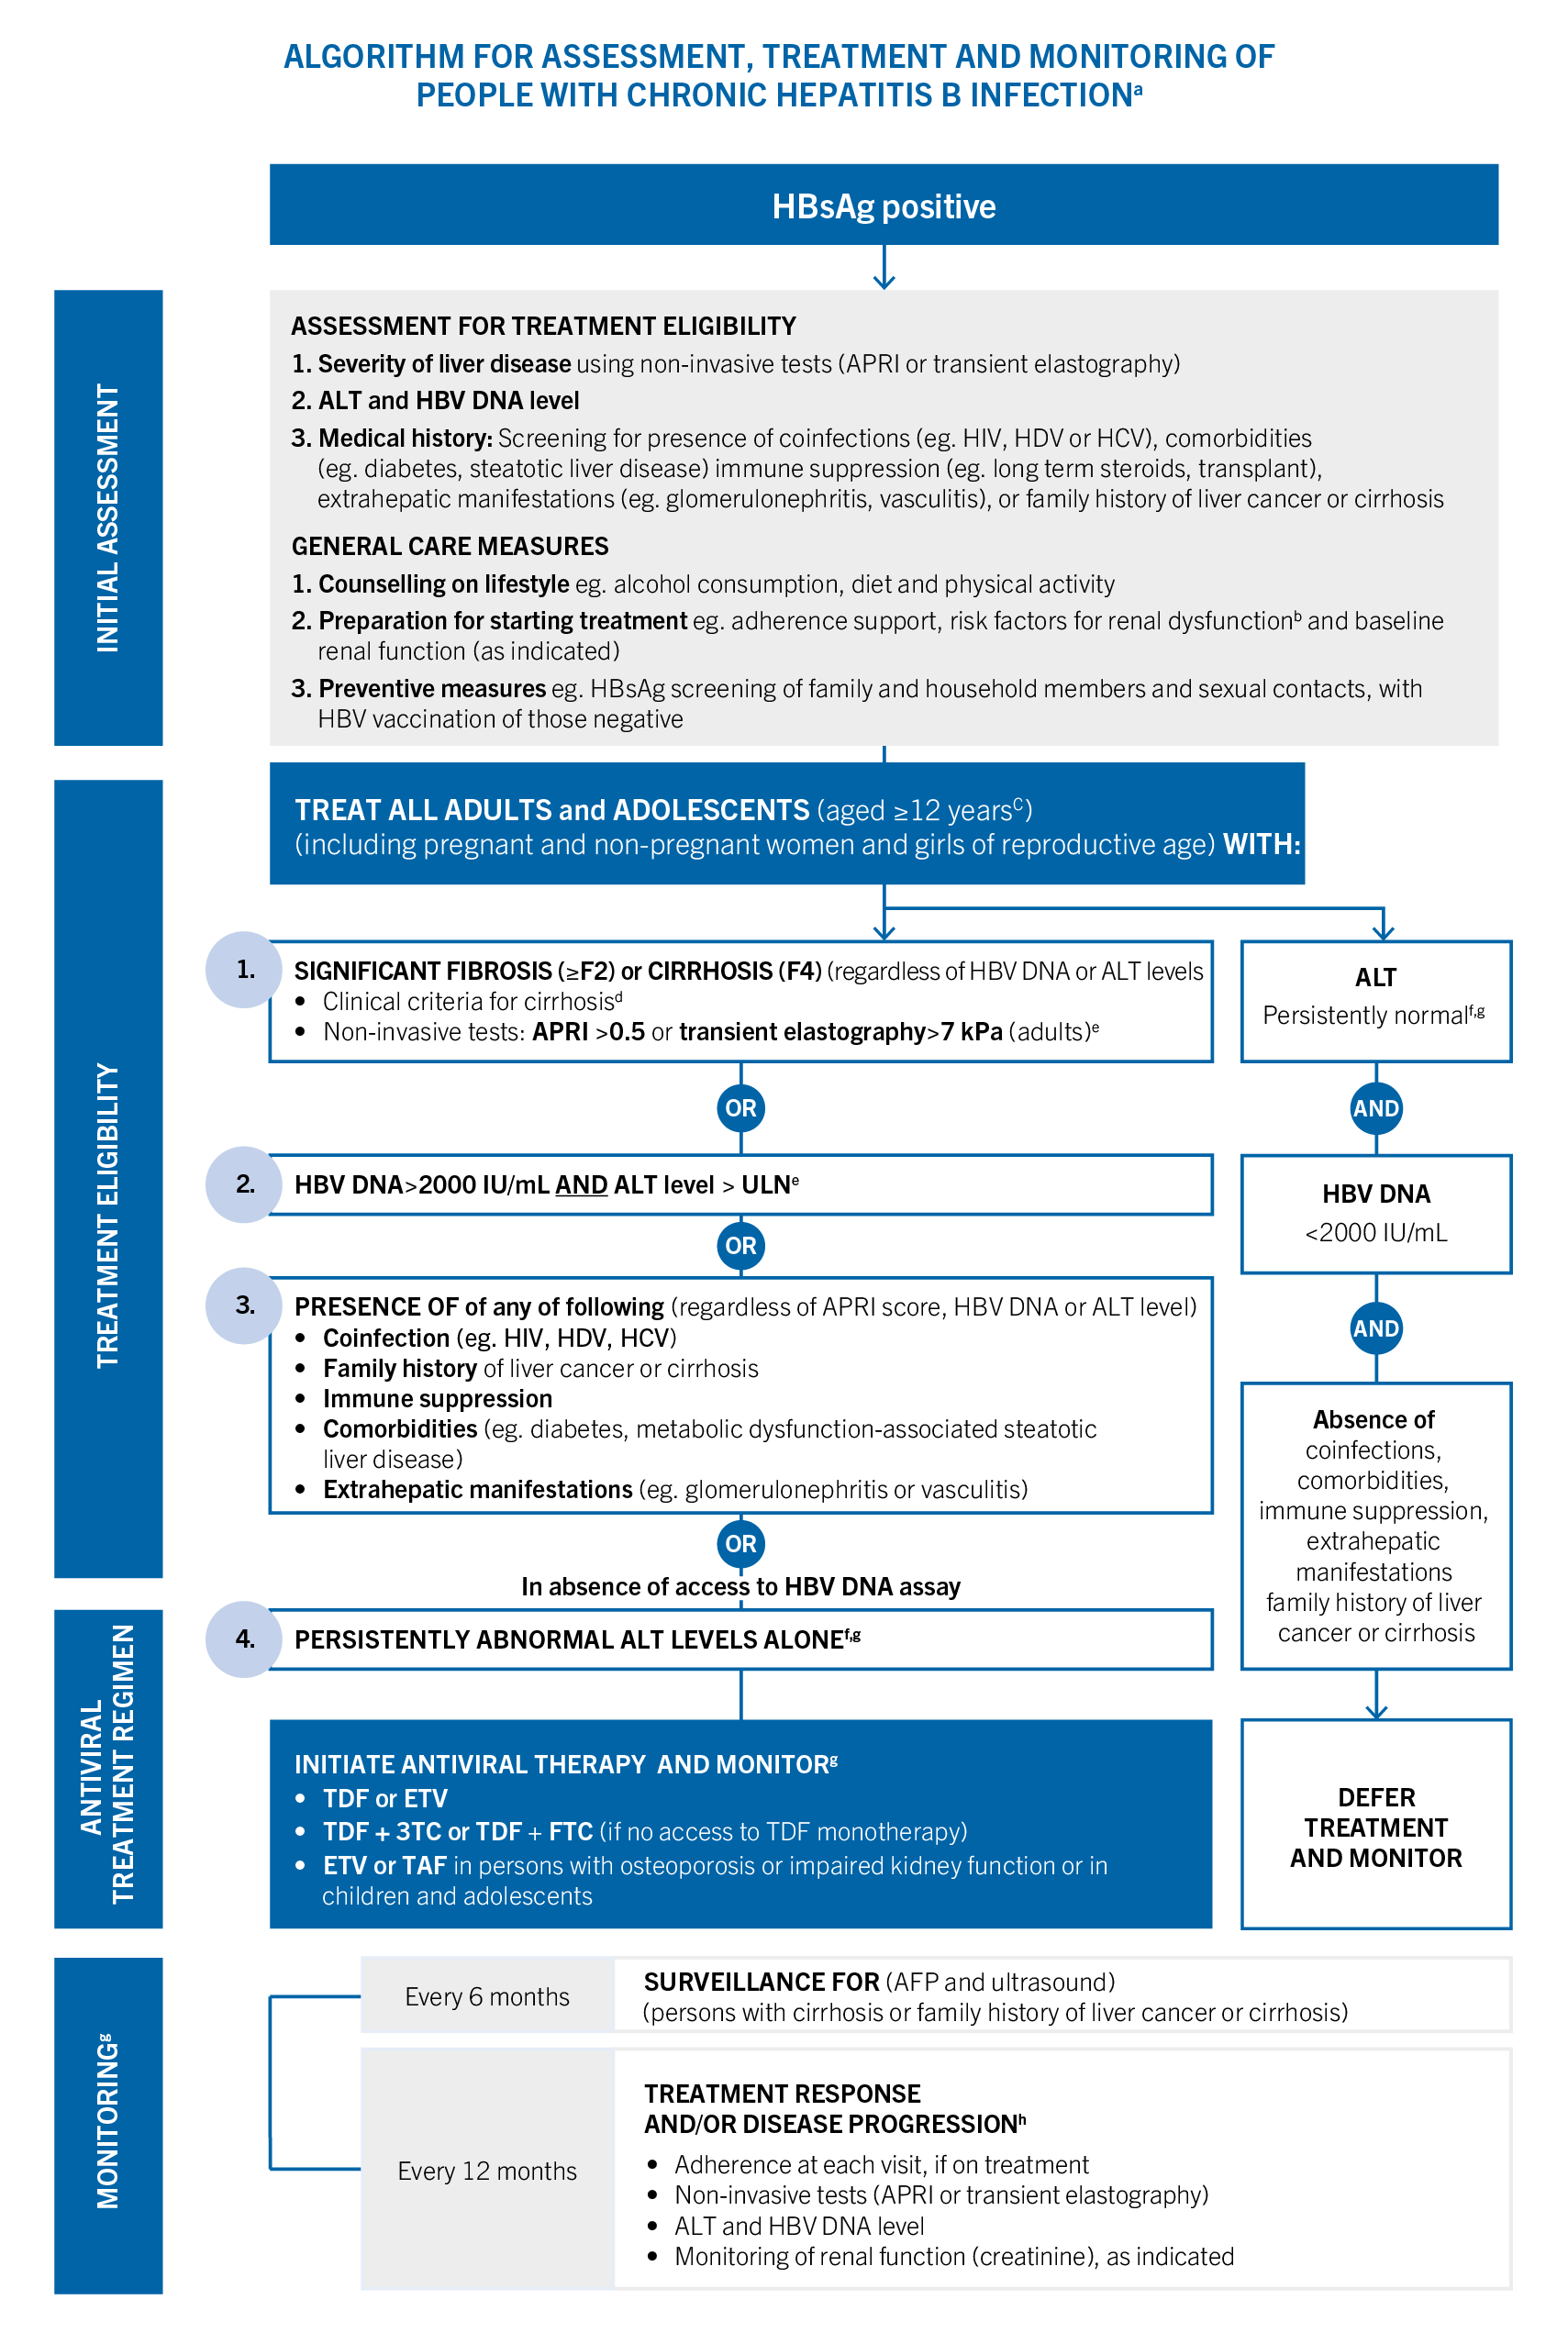 ALGORITHM FOR ASSESSMENT, TREATMENT AND MONITORING OF
PEOPLE WITH CHRONIC HEPATITIS B INFECTIONᵃ
HBsAg positive
INITIAL ASSESSMENT
ASSESSMENT FOR TREATMENT ELIGIBILITY
1. Severity of liver disease using non-invasive tests (APRI or transient elastography)
2. ALT and HBV DNA level
3. Medical history: Screening for presence of coinfections (eg. HIV, HDV or HCV), comorbidities
(eg. diabetes, steatotic liver disease) immune suppression (eg. long term steroids, transplant),
extrahepatic manifestations (eg. glomerulonephritis, vasculitis), or family history of liver cancer or cirrhosis
GENERAL CARE MEASURES
1. Counselling on lifestyle eg. alcohol consumption, diet and physical activity
2. Preparation for starting treatment eg. adherence support, risk factors for renal dysfunctionᵇ and baseline
renal function (as indicated)
3. Preventive measures eg. HBsAg screening of family and household members and sexual contacts, with
HBV vaccination of those negative
TREATMENT ELIGIBILITY
TREAT ALL ADULTS and ADOLESCENTS (aged ≥12 yearsᶜ)
(including pregnant and non-pregnant women and girls of reproductive age) WITH:
1.
SIGNIFICANT FIBROSIS (≥F2) or CIRRHOSIS (F4) (regardless of HBV DNA or ALT levels
• Clinical criteria for cirrhosisᵈ
• Non-invasive tests: APRI >0.5 or transient elastography>7 kPa (adults)ᵉ
OR
2.
HBV DNA>2000 IU/mL AND ALT level > ULNᵉ
OR
3.
PRESENCE OF of any of following (regardless of APRI score, HBV DNA or ALT level)
• Coinfection (eg. HIV, HDV, HCV)
• Family history of liver cancer or cirrhosis
• Immune suppression
• Comorbidities (eg. diabetes, metabolic dysfunction-associated steatotic
liver disease)
• Extrahepatic manifestations (eg. glomerulonephritis or vasculitis)
OR
In absence of access to HBV DNA assay
4.
PERSISTENTLY ABNORMAL ALT LEVELS ALONEᶠ,ᵍ
ALT
Persistently normalᶠ,ᵍ
AND
HBV DNA
<2000 IU/mL
AND
Absence of
coinfections,
comorbidities,
immune suppression,
extrahepatic
manifestations
family history of liver
cancer or cirrhosis
ANTIVIRAL
TREATMENT REGIMEN
INITIATE ANTIVIRAL THERAPY AND MONITORᵍ
• TDF or ETV
• TDF + 3TC or TDF + FTC (if no access to TDF monotherapy)
• ETV or TAF in persons with osteoporosis or impaired kidney function or in
children and adolescents
DEFER
TREATMENT
AND MONITOR
MONITORINGᵍ
Every 6 months
SURVEILLANCE FOR (AFP and ultrasound)
(persons with cirrhosis or family history of liver cancer or cirrhosis)
Every 12 months
TREATMENT RESPONSE
AND/OR DISEASE PROGRESSIONʰ
• Adherence at each visit, if on treatment
• Non-invasive tests (APRI or transient elastography)
• ALT and HBV DNA level
• Monitoring of renal function (creatinine), as indicated